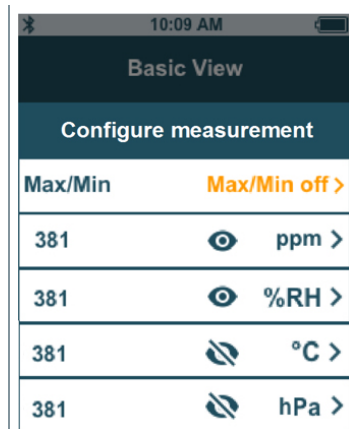 10:09 AM
Basic View
Configure measurement
Max/Min Max/Min off >
381 ppm >
381 %RH >
381 °C >
381 hPa >